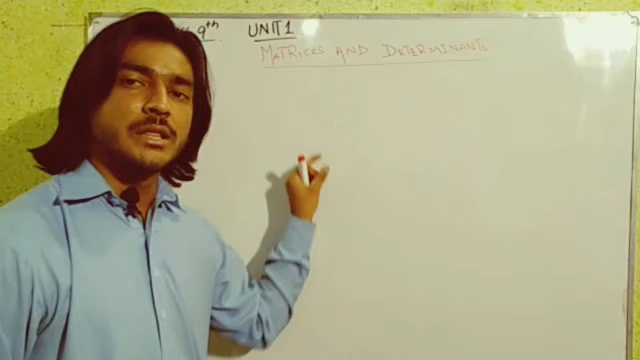 9th UNIT 1
MATRICES AND DETERMINANTS